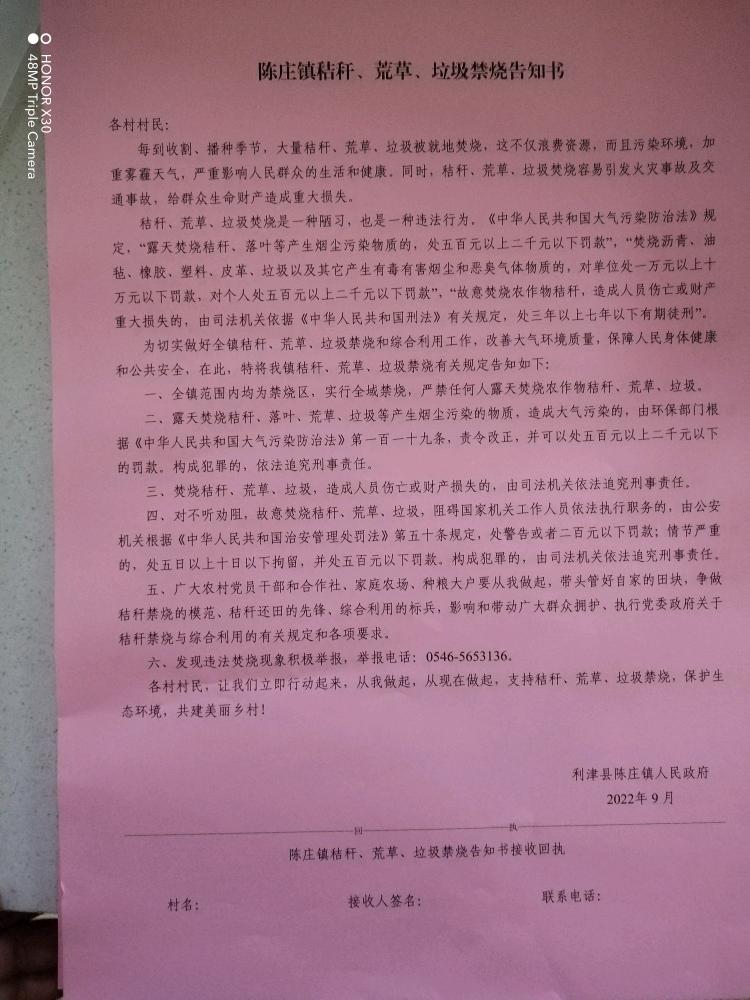 HONOR X30
48MP Triple Camera
陈庄镇秸秆、荒草、垃圾禁烧告知书
各村村民：
每到收割、播种季节，大量秸秆、荒草、垃圾被就地焚烧，这不仅浪费资源，而且污染环境，加
重雾霾天气，严重影响人民群众的生活和健康。同时，秸秆、荒草、垃圾焚烧容易引发火灾事故及交
通事故，给群众生命财产造成重大损失。
秸秆、荒草、垃圾焚烧是一种陋习，也是一种违法行为。《中华人民共和国大气污染防治法》规
定，“露天焚烧秸秆、落叶等产生烟尘污染物质的，处五百元以上二千元以下罚款”，“焚烧沥青、油
毡、橡胶、塑料、皮革、垃圾以及其它产生有毒有害烟尘和恶臭气体物质的，对单位处一万元以上十
万元以下罚款，对个人处五百元以上二千元以下罚款”，“故意焚烧农作物秸秆，造成人员伤亡或财产
重大损失的，由司法机关依据《中华人民共和国刑法》有关规定，处三年以上七年以下有期徒刑”。
为切实做好全镇秸秆、荒草、垃圾禁烧和综合利用工作，改善大气环境质量，保障人民身体健康
和公共安全，在此，特将我镇秸秆、荒草、垃圾禁烧有关规定告知如下：
一、全镇范围内均为禁烧区，实行全域禁烧，严禁任何人露天焚烧农作物秸秆、荒草、垃圾。
二、露天焚烧秸秆、落叶、荒草、垃圾等产生烟尘污染的物质，造成大气污染的，由环保部门根
据《中华人民共和国大气污染防治法》第一百一十九条，责令改正，并可以处五百元以上二千元以下
的罚款。构成犯罪的，依法追究刑事责任。
三、焚烧秸秆、荒草、垃圾，造成人员伤亡或财产损失的，由司法机关依法追究刑事责任。
四、对不听劝阻，故意焚烧秸秆、荒草、垃圾，阻碍国家机关工作人员依法执行职务的，由公安
机关根据《中华人民共和国治安管理处罚法》第五十条规定，处警告或者二百元以下罚款；情节严重
的，处五日以上十日以下拘留，并处五百元以下罚款。构成犯罪的，由司法机关依法追究刑事责任。
五、广大农村党员干部和合作社、家庭农场、种粮大户要从我做起，带头管好自家的田块，争做
秸秆禁烧的模范、秸秆还田的先锋、综合利用的标兵，影响和带动广大群众拥护、执行党委政府关于
秸秆禁烧与综合利用的有关规定和各项要求。
六、发现违法焚烧现象积极举报，举报电话：0546-5653136。
各村村民，让我们立即行动起来，从我做起，从现在做起，支持秸秆、荒草、垃圾禁烧，保护生
态环境，共建美丽乡村！
利津县陈庄镇人民政府
2022年 9 月
回 执
陈庄镇秸秆、荒草、垃圾禁烧告知书接收回执
村名： 接收人签名： 联系电话：